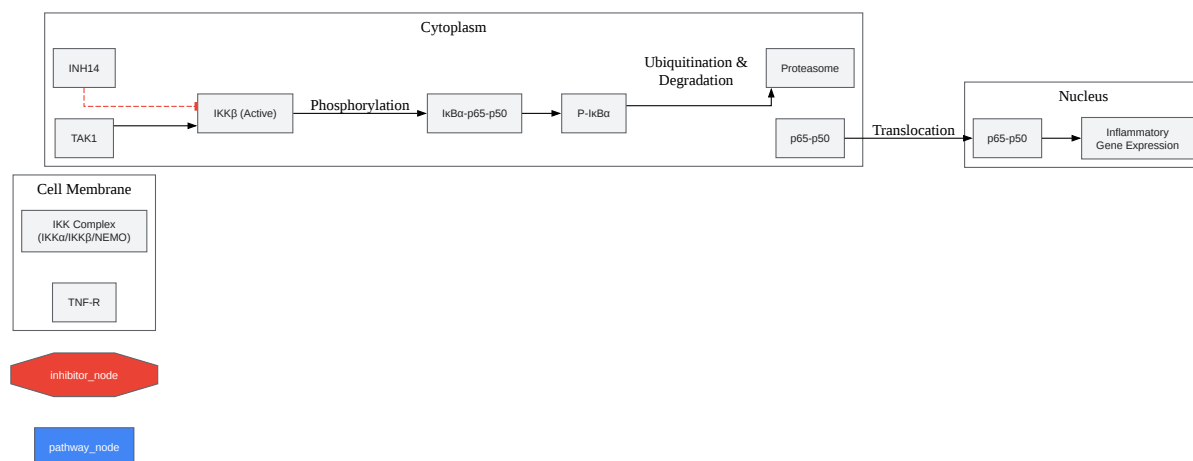 Cytoplasm
INH14
TAK1
IKKβ (Active)
Phosphorylation
IκBα-p65-p50
P-IκBα
Ubiquitination &
Degradation
Proteasome
p65-p50
Translocation
Nucleus
p65-p50
Inflammatory
Gene Expression
Cell Membrane
IKK Complex
(IKKα/IKKβ/NEMO)
TNF-R
inhibitor_node
pathway_node